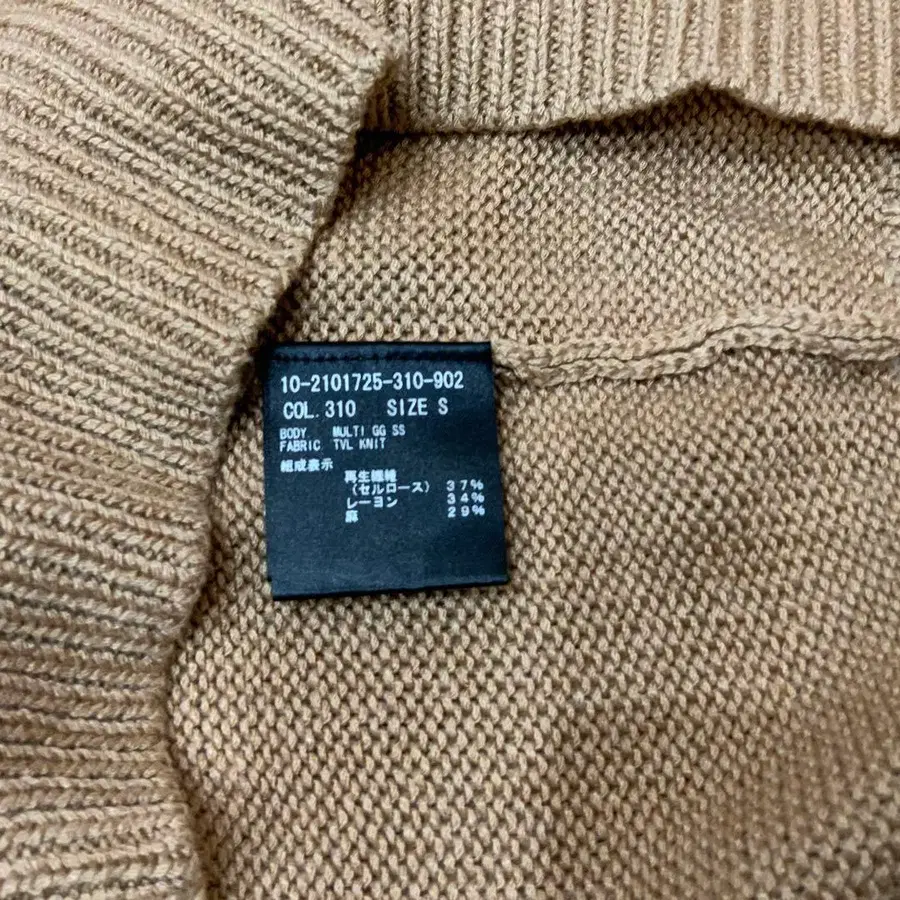 10-2101725-310-902
COL. 310 SIZE S
BODY MULTI GG SS
FABRIC TVL KNIT
組成表示
再生繊維
(セルロース) 37%
レーヨン 34%
麻 29%